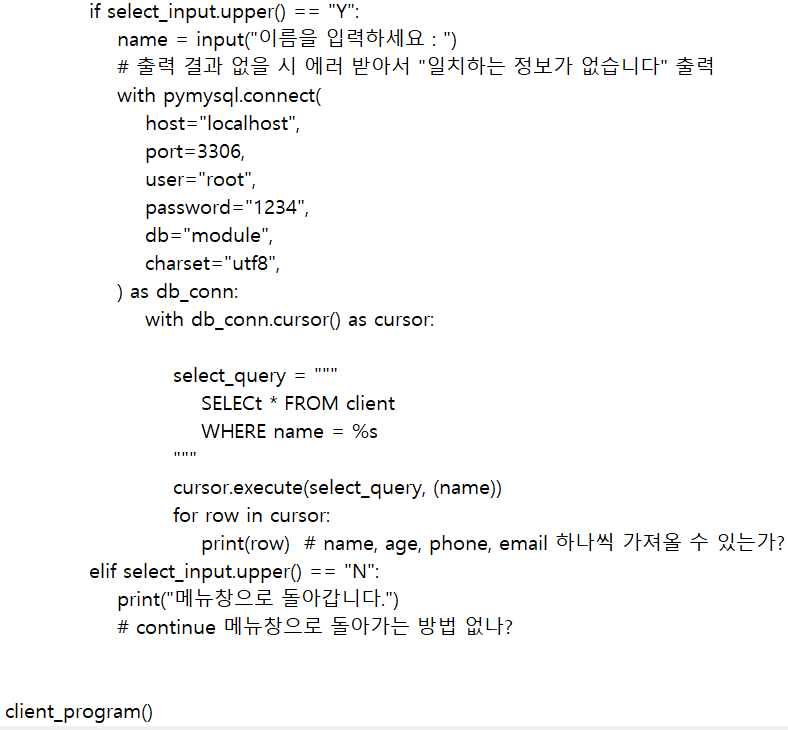 if select_input.upper() == "Y":
name = input("이름을 입력하세요 : ")
# 출력 결과 없을 시 에러 받아서 "일치하는 정보가 없습니다" 출력
with pymysql.connect(
host="localhost",
port=3306,
user="root",
password="1234",
db="module",
charset="utf8",
) as db_conn:
with db_conn.cursor() as cursor:
select_query = """
SELECt * FROM client
WHERE name = %s
"""
cursor.execute(select_query, (name))
for row in cursor:
print(row)  # name, age, phone, email 하나씩 가져올 수 있는가?
elif select_input.upper() == "N":
print("메뉴창으로 돌아갑니다.")
# continue 메뉴창으로 돌아가는 방법 없나?
client_program()